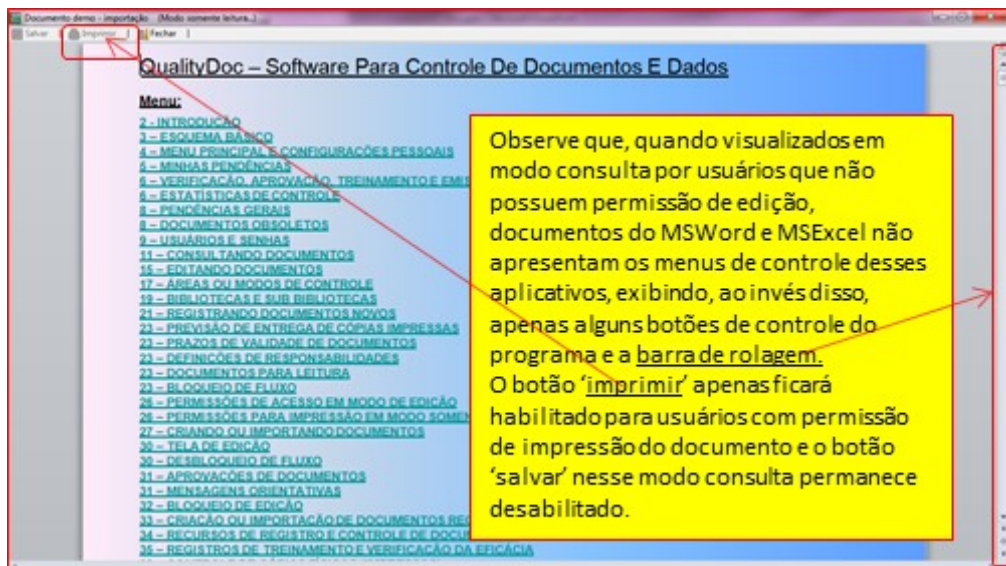 Documento demo - importação (Modo somente leitura..)
Salvar | Imprimir | Fechar |
QualityDoc – Software Para Controle De Documentos E Dados
Menu:
2 - INTRODUÇÃO
3 – ESQUEMA BÁSICO
4 – MENU PRINCIPAL E CONFIGURAÇÕES PESSOAIS
5 – MINHAS PENDÊNCIAS
6 – VERIFICAÇÃO, APROVAÇÃO, TREINAMENTO E EMIS
6 – ESTATÍSTICAS DE CONTROLE
8 – PENDÊNCIAS GERAIS
8 – DOCUMENTOS OBSOLETOS
9 – USUÁRIOS E SENHAS
11 – CONSULTANDO DOCUMENTOS
15 – EDITANDO DOCUMENTOS
17 – ÁREAS OU MODOS DE CONTROLE
19 – BIBLIOTECAS E SUB BIBLIOTECAS
21 – REGISTRANDO DOCUMENTOS NOVOS
23 – PREVISÃO DE ENTREGA DE CÓPIAS IMPRESSAS
23 – PRAZOS DE VALIDADE DE DOCUMENTOS
23 – DEFINIÇÕES DE RESPONSABILIDADES
23 – DOCUMENTOS PARA LEITURA
23 – BLOQUEIO DE FLUXO
26 – PERMISSÕES DE ACESSO EM MODO DE EDIÇÃO
26 – PERMISSÕES PARA IMPRESSÃO EM MODO SOMEN
27 – CRIANDO OU IMPORTANDO DOCUMENTOS
30 – TELA DE EDIÇÃO
30 – DESBLOQUEIO DE FLUXO
31 – APROVAÇÕES DE DOCUMENTOS
31 – MENSAGENS ORIENTATIVAS
32 – BLOQUEIO DE EDIÇÃO
33 – CRIAÇÃO OU IMPORTAÇÃO DE DOCUMENTOS REC
34 – RECURSOS DE REGISTRO E CONTROLE DE DOCU
35 – REGISTROS DE TREINAMENTO E VERIFICAÇÃO DA EFICÁCIA
Observe que, quando visualizados em
modo consulta por usuários que não
possuem permissão de edição,
documentos do MSWord e MSExcel não
apresentam os menus de controle desses
aplicativos, exibindo, ao invés disso,
apenas alguns botões de controle do
programa e a barra de rolagem.
O botão ‘imprimir’ apenas ficará
habilitado para usuários com permissão
de impressão do documento e o botão
‘salvar’ nesse modo consulta permanece
desabilitado.